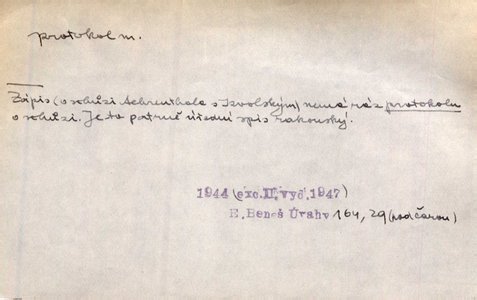 protokol m.
Zápis (o schůzi Aehrenthala s Izvolským) nemá ráz protokolu
o schůzi. Je to patrně úřední spis rakouský.
1944 (exc. II. vyd. 1947)
E. Beneš Úvahy 164, 29 (pod čarou)